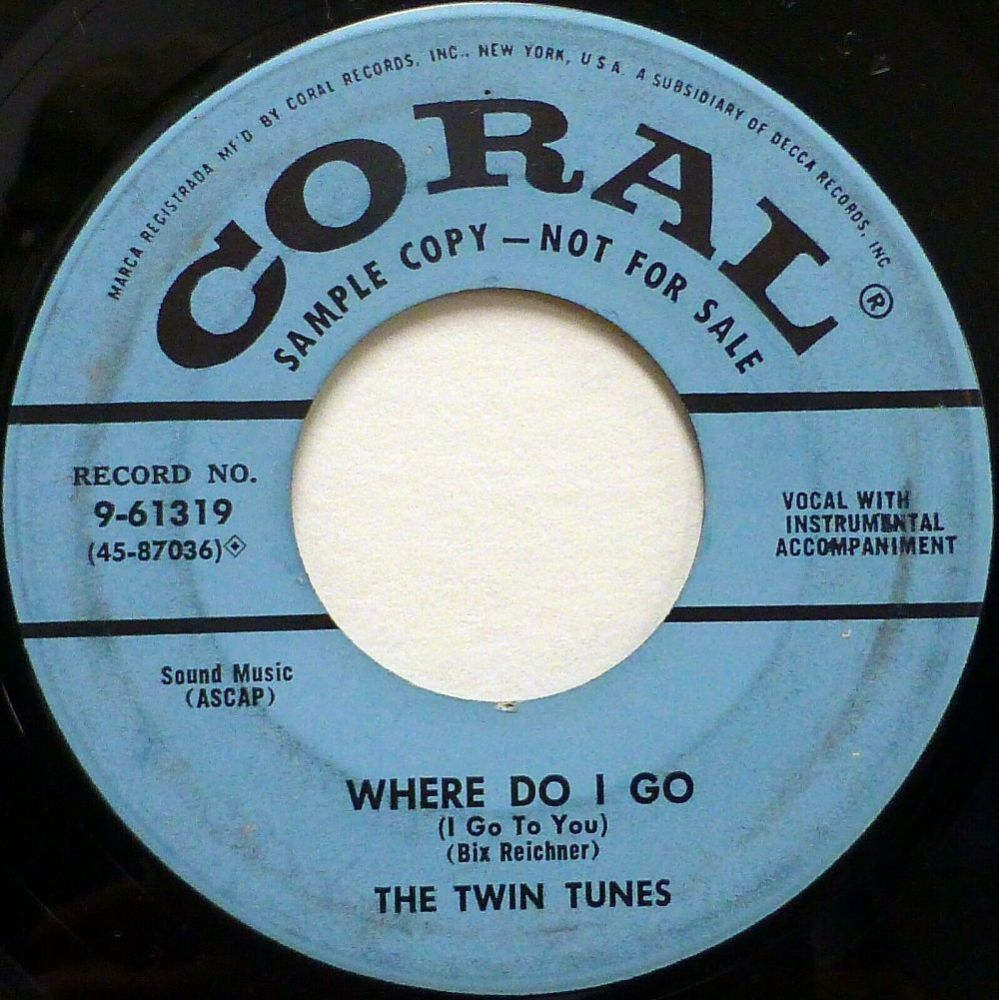 MARCA REGISTRADA MF'D BY CORAL RECORDS, INC., NEW YORK, U S A. A SUBSIDIARY OF DECCA RECORDS, INC
CORAL ®
SAMPLE COPY — NOT FOR SALE
RECORD NO.
9-61319
(45-87036)
VOCAL WITH
INSTRUMENTAL
ACCOMPANIMENT
Sound Music
(ASCAP)
WHERE DO I GO
(I Go To You)
(Bix Reichner)
THE TWIN TUNES